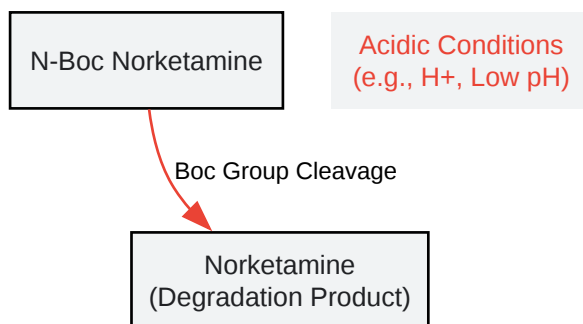 N-Boc Norketamine
Acidic Conditions
(e.g., H+, Low pH)
Boc Group Cleavage
Norketamine
(Degradation Product)